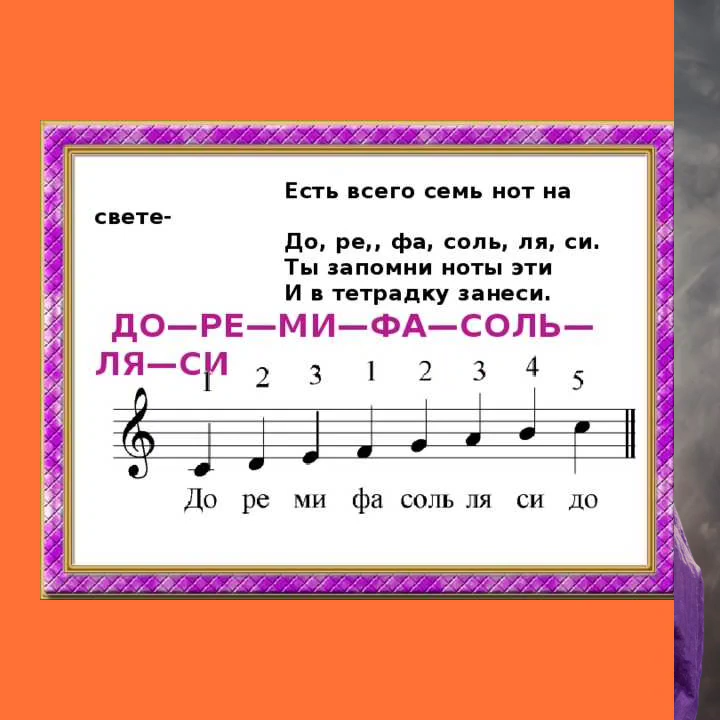 Есть всего семь нот на
свете-
До, ре,, фа, соль, ля, си.
Ты запомни ноты эти
И в тетрадку занеси.
ДО—РЕ—МИ—ФА—СОЛЬ—
ЛЯ—СИ
1 2 3 1 2 3 4 5
До ре ми фа соль ля си до